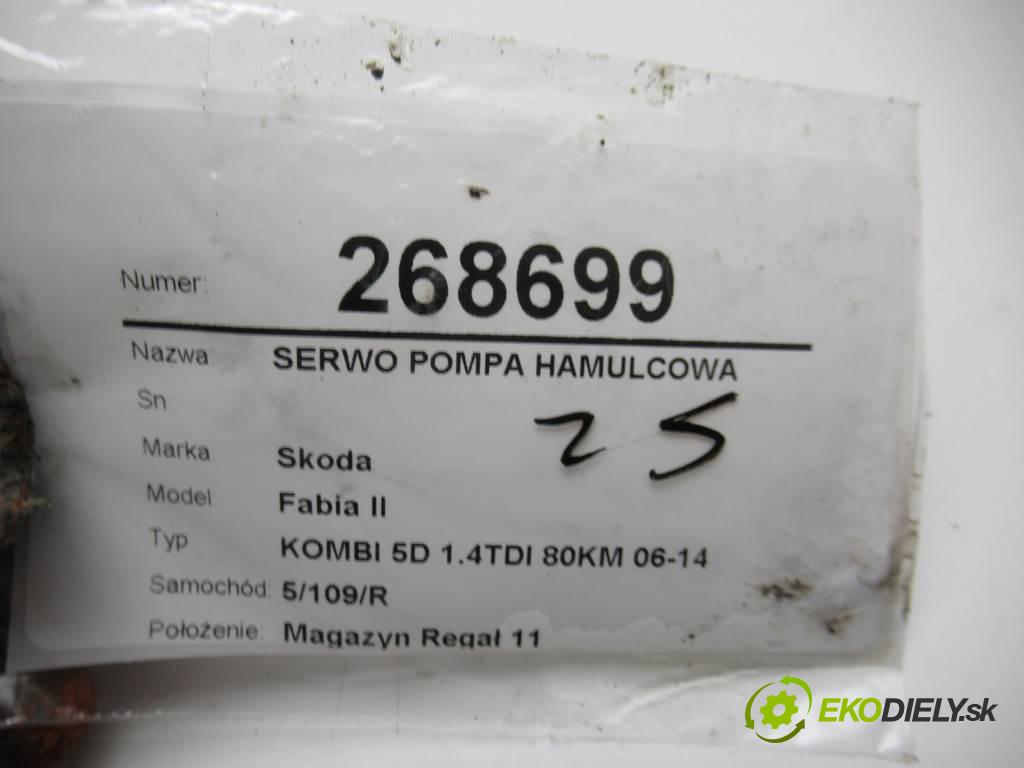 Numer: 268699
Nazwa SERWO POMPA HAMULCOWA
Sn
25
Marka Skoda
Model Fabia II
Typ KOMBI 5D 1.4TDI 80KM 06-14
Samochód: 5/109/R
Położenie: Magazyn Regał 11
EKODIELY.sk